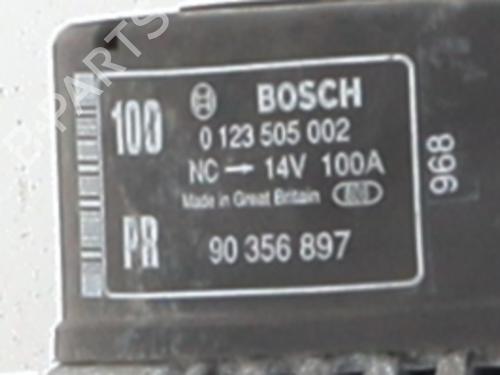 BOSCH
100
0 123 505 002
NC → 14V 100A
Made in Great Britain
PR
90 356 897
968
PARTS